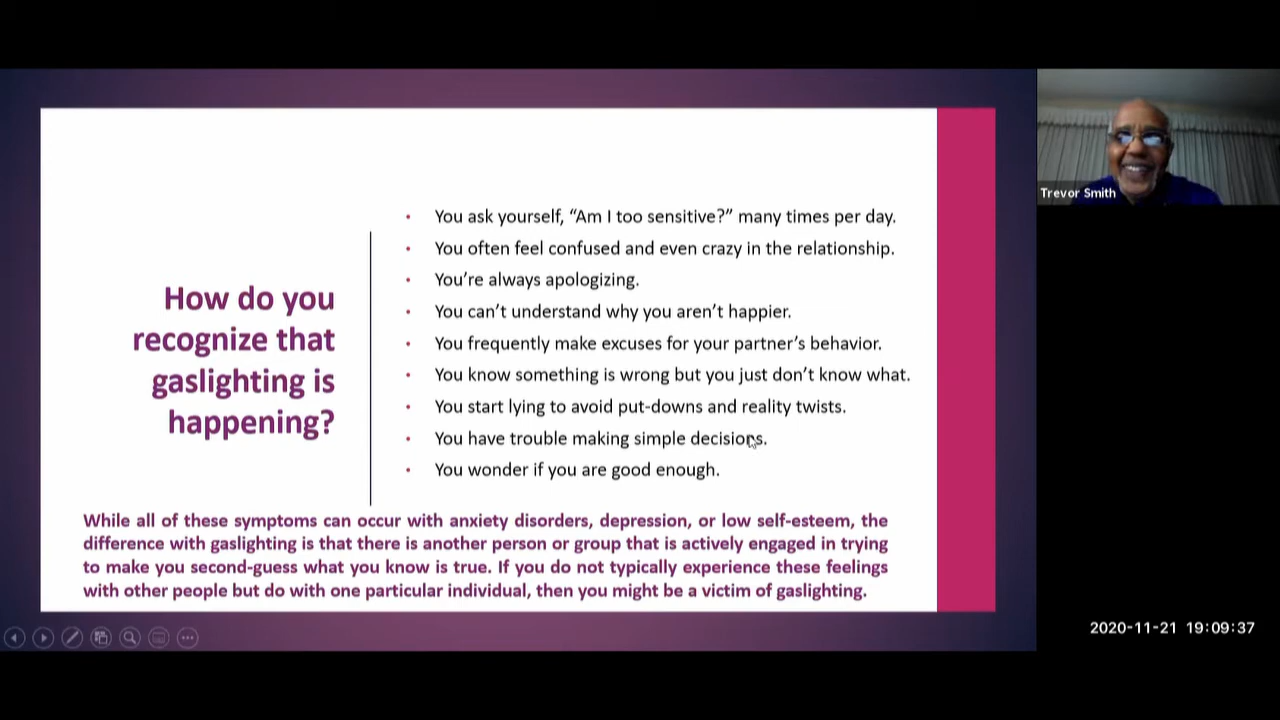 How do you
recognize that
gaslighting is
happening?
• You ask yourself, “Am I too sensitive?” many times per day.
• You often feel confused and even crazy in the relationship.
• You’re always apologizing.
• You can’t understand why you aren’t happier.
• You frequently make excuses for your partner’s behavior.
• You know something is wrong but you just don’t know what.
• You start lying to avoid put-downs and reality twists.
• You have trouble making simple decisions.
• You wonder if you are good enough.
While all of these symptoms can occur with anxiety disorders, depression, or low self-esteem, the
difference with gaslighting is that there is another person or group that is actively engaged in trying
to make you second-guess what you know is true. If you do not typically experience these feelings
with other people but do with one particular individual, then you might be a victim of gaslighting.
Trevor Smith
2020-11-21 19:09:37